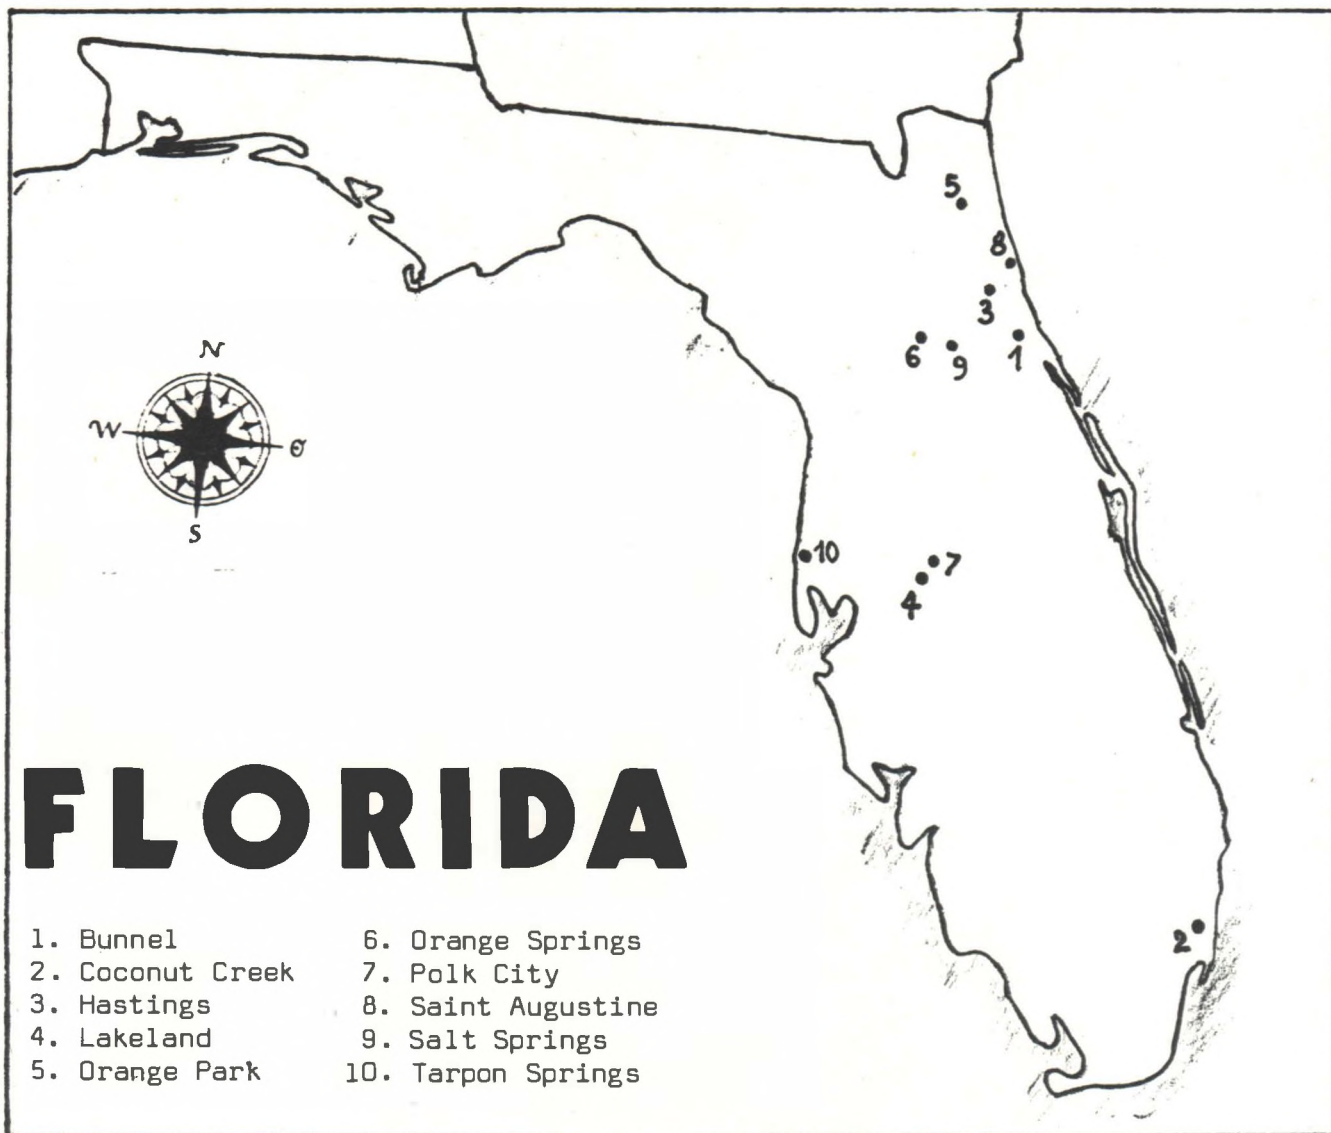 5
8
3
6
9
1
N
W
O
S
10
7
4
FLORIDA
2
1. Bunnel
2. Coconut Creek
3. Hastings
4. Lakeland
5. Orange Park
6. Orange Springs
7. Polk City
8. Saint Augustine
9. Salt Springs
10. Tarpon Springs